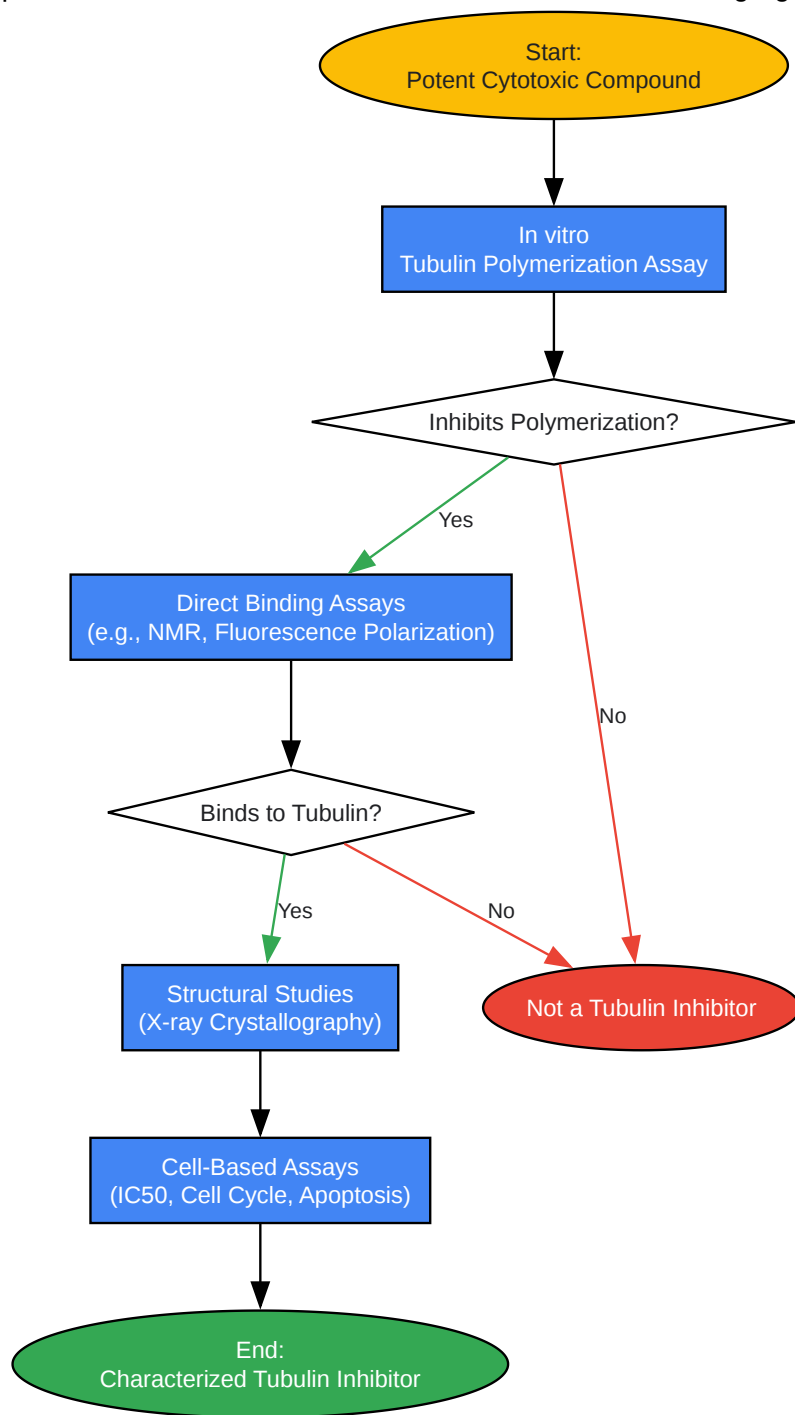 Start:
Potent Cytotoxic Compound
In vitro
Tubulin Polymerization Assay
Inhibits Polymerization?
Yes
Direct Binding Assays
(e.g., NMR, Fluorescence Polarization)
No
Binds to Tubulin?
Yes
No
Structural Studies
(X-ray Crystallography)
Not a Tubulin Inhibitor
Cell-Based Assays
(IC50, Cell Cycle, Apoptosis)
End:
Characterized Tubulin Inhibitor